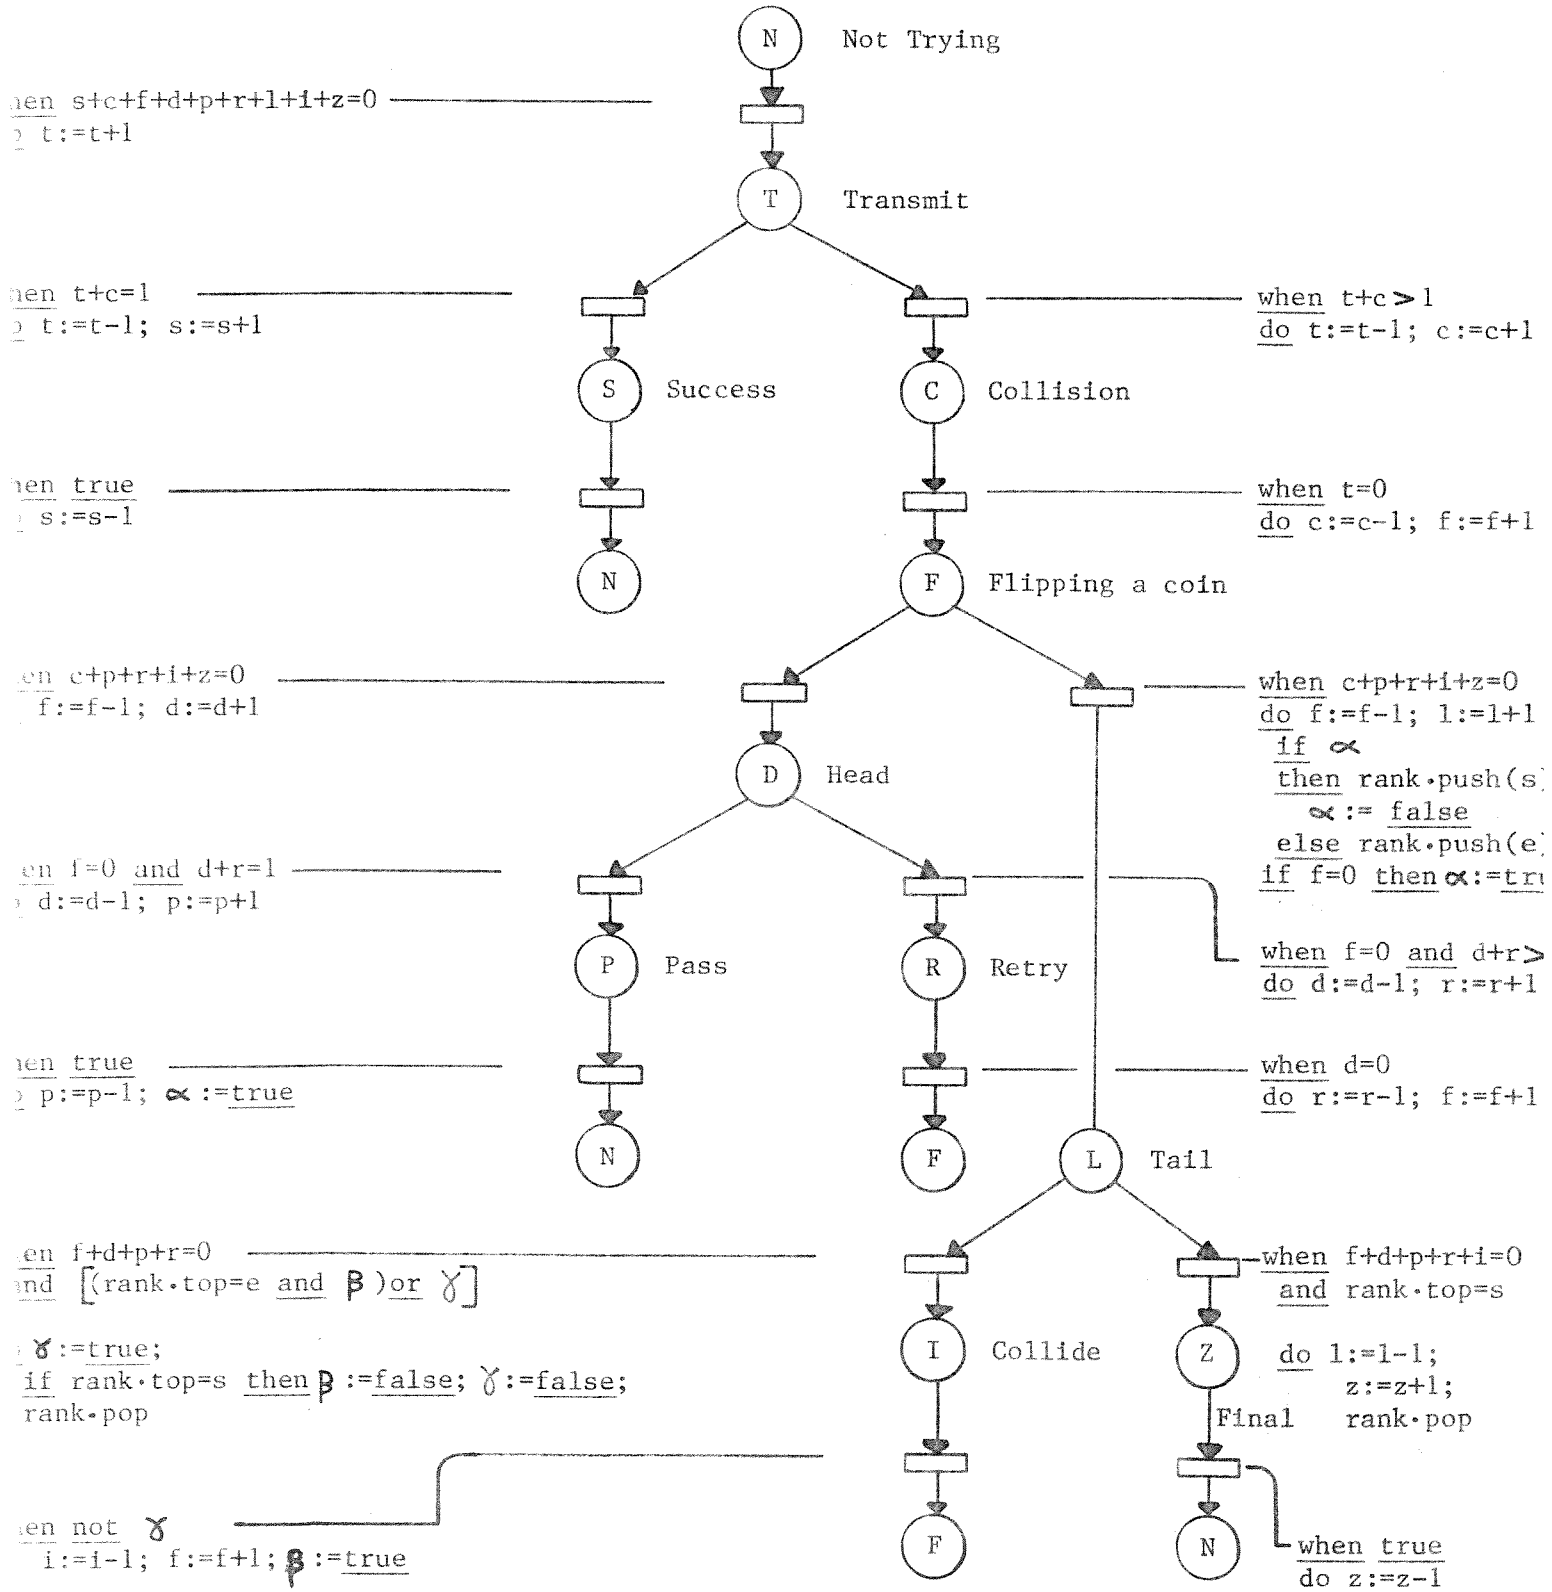 N Not Trying
hen s+c+f+d+p+r+l+i+z=0
t:=t+1
T Transmit
hen t+c=1
t:=t-1; s:=s+1
when t+c>1
do t:=t-1; c:=c+1
S Success
C Collision
hen true
s:=s-1
when t=0
do c:=c-1; f:=f+1
N
F Flipping a coin
en c+p+r+i+z=0
f:=f-1; d:=d+1
when c+p+r+i+z=0
do f:=f-1; l:=l+1
if α
then rank.push(s)
α:= false
else rank.push(e)
if f=0 then α:=tru
D Head
en f=0 and d+r=1
d:=d-1; p:=p+1
P Pass
R Retry
when f=0 and d+r>
do d:=d-1; r:=r+1
hen true
p:=p-1; α:=true
when d=0
do r:=r-1; f:=f+1
N
F
L Tail
en f+d+p+r=0
nd [(rank.top=e and β)or γ]
γ:=true;
if rank.top=s then β:=false; γ:=false;
rank.pop
when f+d+p+r+i=0
and rank.top=s
I Collide
Z
do l:=l-1;
z:=z+1;
Final rank.pop
en not γ
i:=i-1; f:=f+1; β:=true
F
N
when true
do z:=z-1